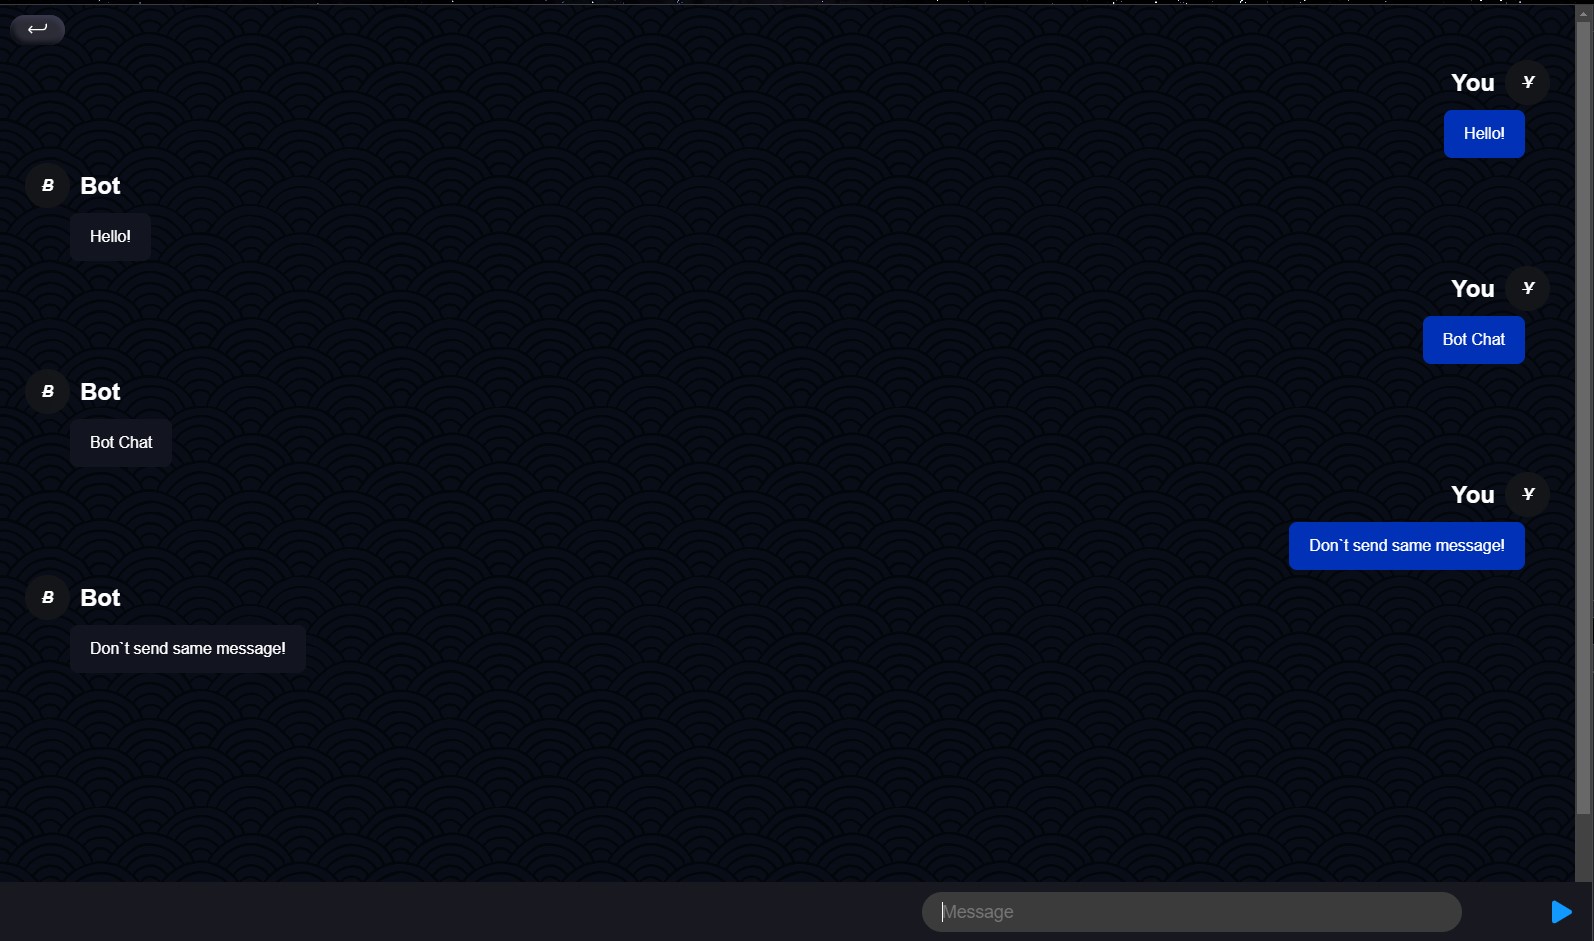 You Y
Hello!
B Bot
Hello!
You Y
Bot Chat
B Bot
Bot Chat
You Y
Don`t send same message!
B Bot
Don`t send same message!
Message